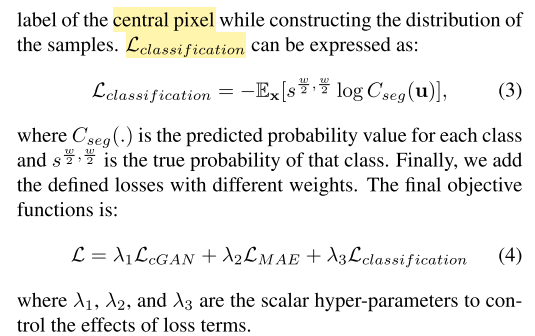 label of the central pixel while constructing the distribution of
the samples. $\mathcal{L}_{classification}$ can be expressed as:
$\mathcal{L}_{classification} = -\mathbb{E}_{\mathbf{x}}[s^{\frac{w}{2},\frac{w}{2}} \log C_{seg}(\mathbf{u})],$ (3)
where $C_{seg}(.)$ is the predicted probability value for each class
and $s^{\frac{w}{2},\frac{w}{2}}$ is the true probability of that class. Finally, we add
the defined losses with different weights. The final objective
functions is:
$\mathcal{L} = \lambda_1 \mathcal{L}_{cGAN} + \lambda_2 \mathcal{L}_{MAE} + \lambda_3 \mathcal{L}_{classification}$ (4)
where $\lambda_1$, $\lambda_2$, and $\lambda_3$ are the scalar hyper-parameters to con-
trol the effects of loss terms.